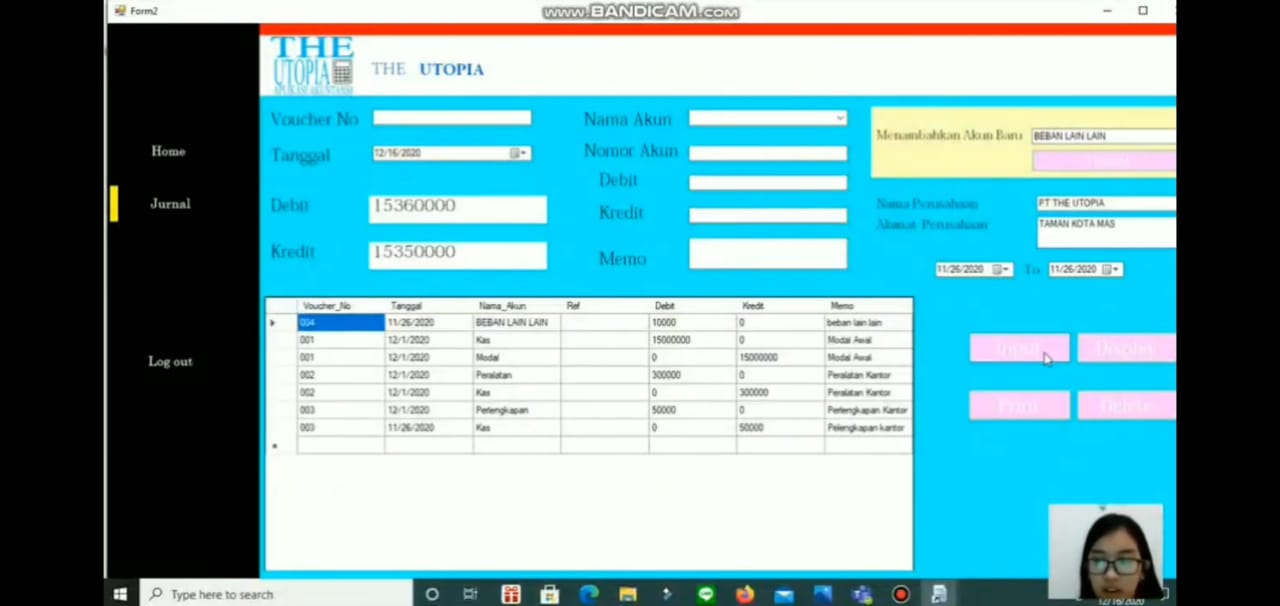 Form2
www.BANDICAM.com
THE
UTOPIA
APLIKASI AKUNTANSI
THE UTOPIA
Home
Jurnal
Log out
Voucher No
Tanggal 12/16/2020
Debit 15360000
Kredit 15350000
Nama Akun
Nomor Akun
Debit
Kredit
Memo
Menambahkan Akun Baru BEBAN LAIN LAIN
Nama Perusahaan PT THE UTOPIA
Alamat Perusahaan TAMAN KOTA MAS
11/26/2020 To 11/26/2020
Input Display
Print Delete
Voucher_No Tanggal Nama_Akun Ref Debit Kredit Memo
004 11/26/2020 BEBAN LAIN LAIN 10000 0 beban lain lain
001 12/1/2020 Kas 15000000 0 Modal Awal
001 12/1/2020 Modal 0 15000000 Modal Awal
002 12/1/2020 Peralatan 300000 0 Peralatan Kantor
002 12/1/2020 Kas 0 300000 Peralatan Kantor
003 12/1/2020 Perlengkapan 50000 0 Perlengkapan Kantor
003 11/26/2020 Kas 0 50000 Pelengkapan kantor
Type here to search
12/16/2020